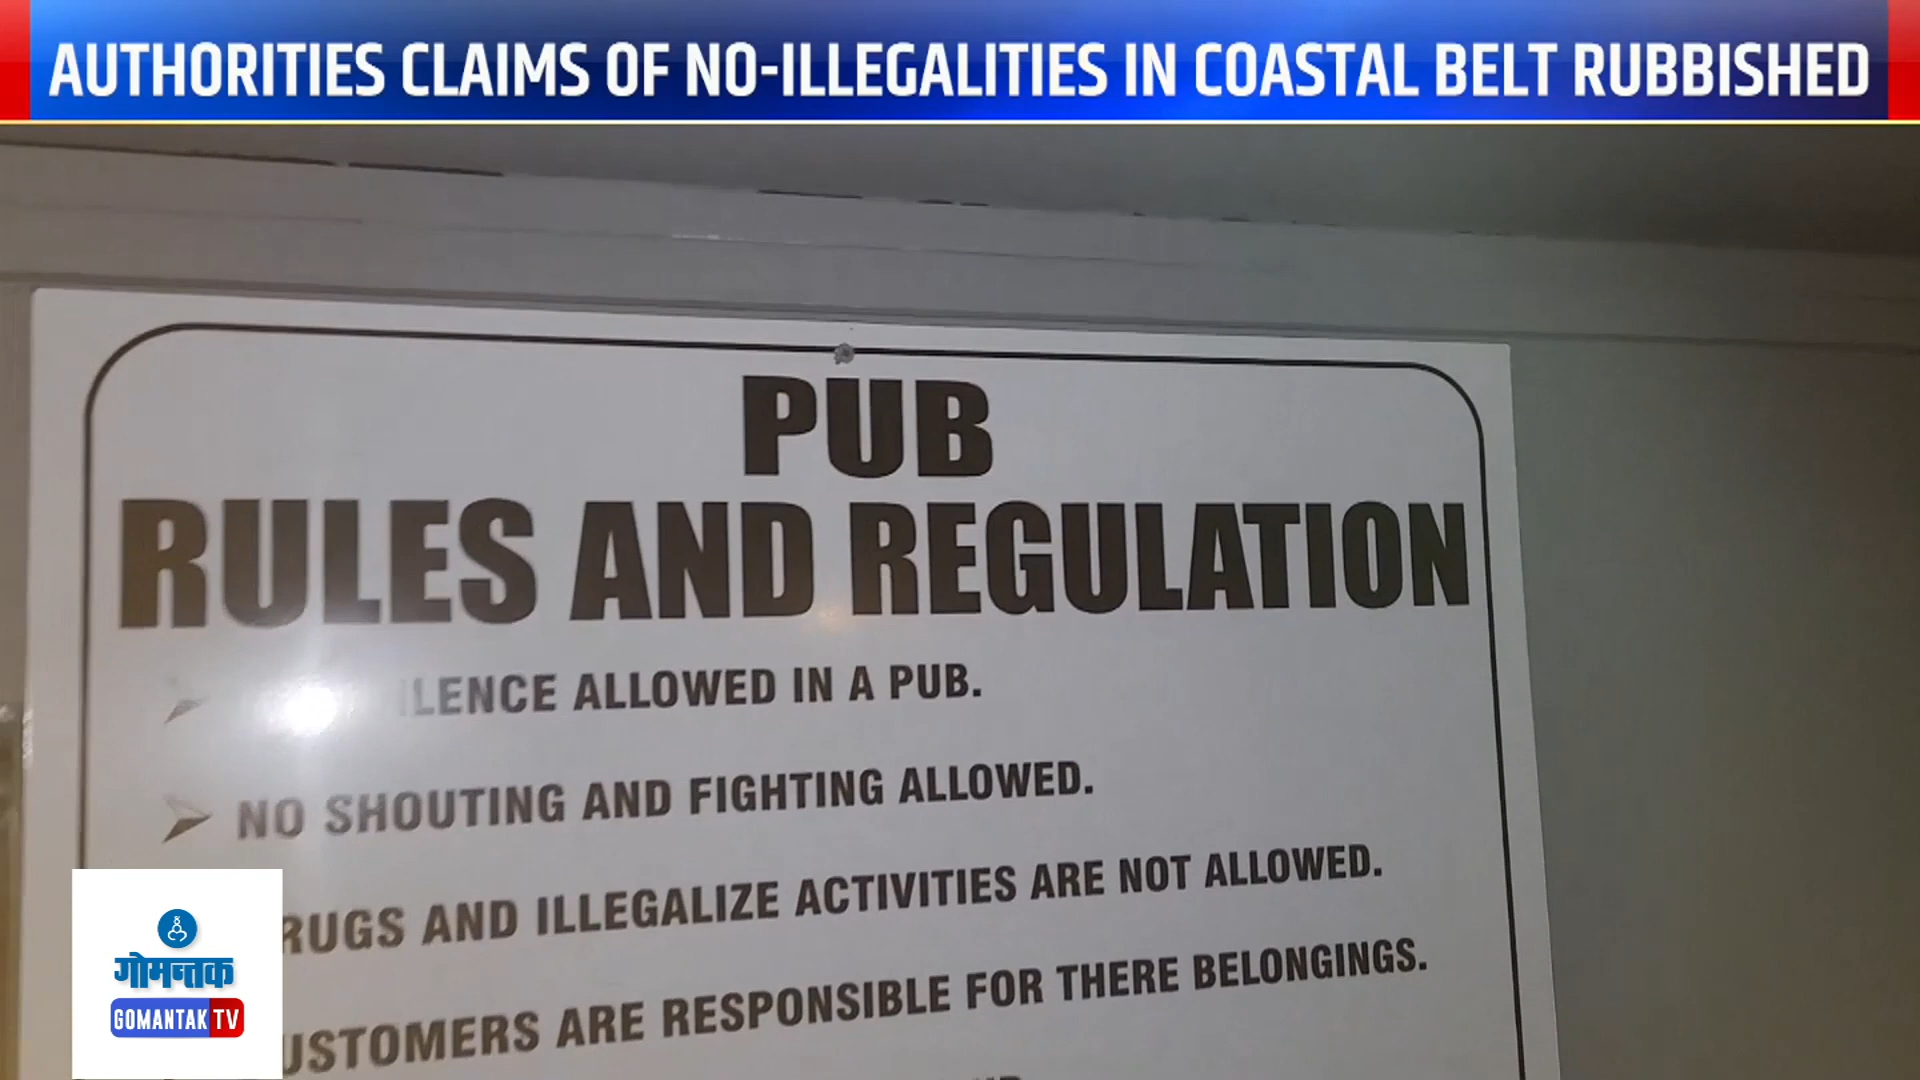 AUTHORITIES CLAIMS OF NO-ILLEGALITIES IN COASTAL BELT RUBBISHED
PUB
RULES AND REGULATION
ALLOWED IN A PUB.
NO SHOUTING AND FIGHTING ALLOWED.
RUGS AND ILLEGALIZE ACTIVITIES ARE NOT ALLOWED.
USTOMERS ARE RESPONSIBLE FOR THERE BELONGINGS.
गोमन्तक
GOMANTAK TV